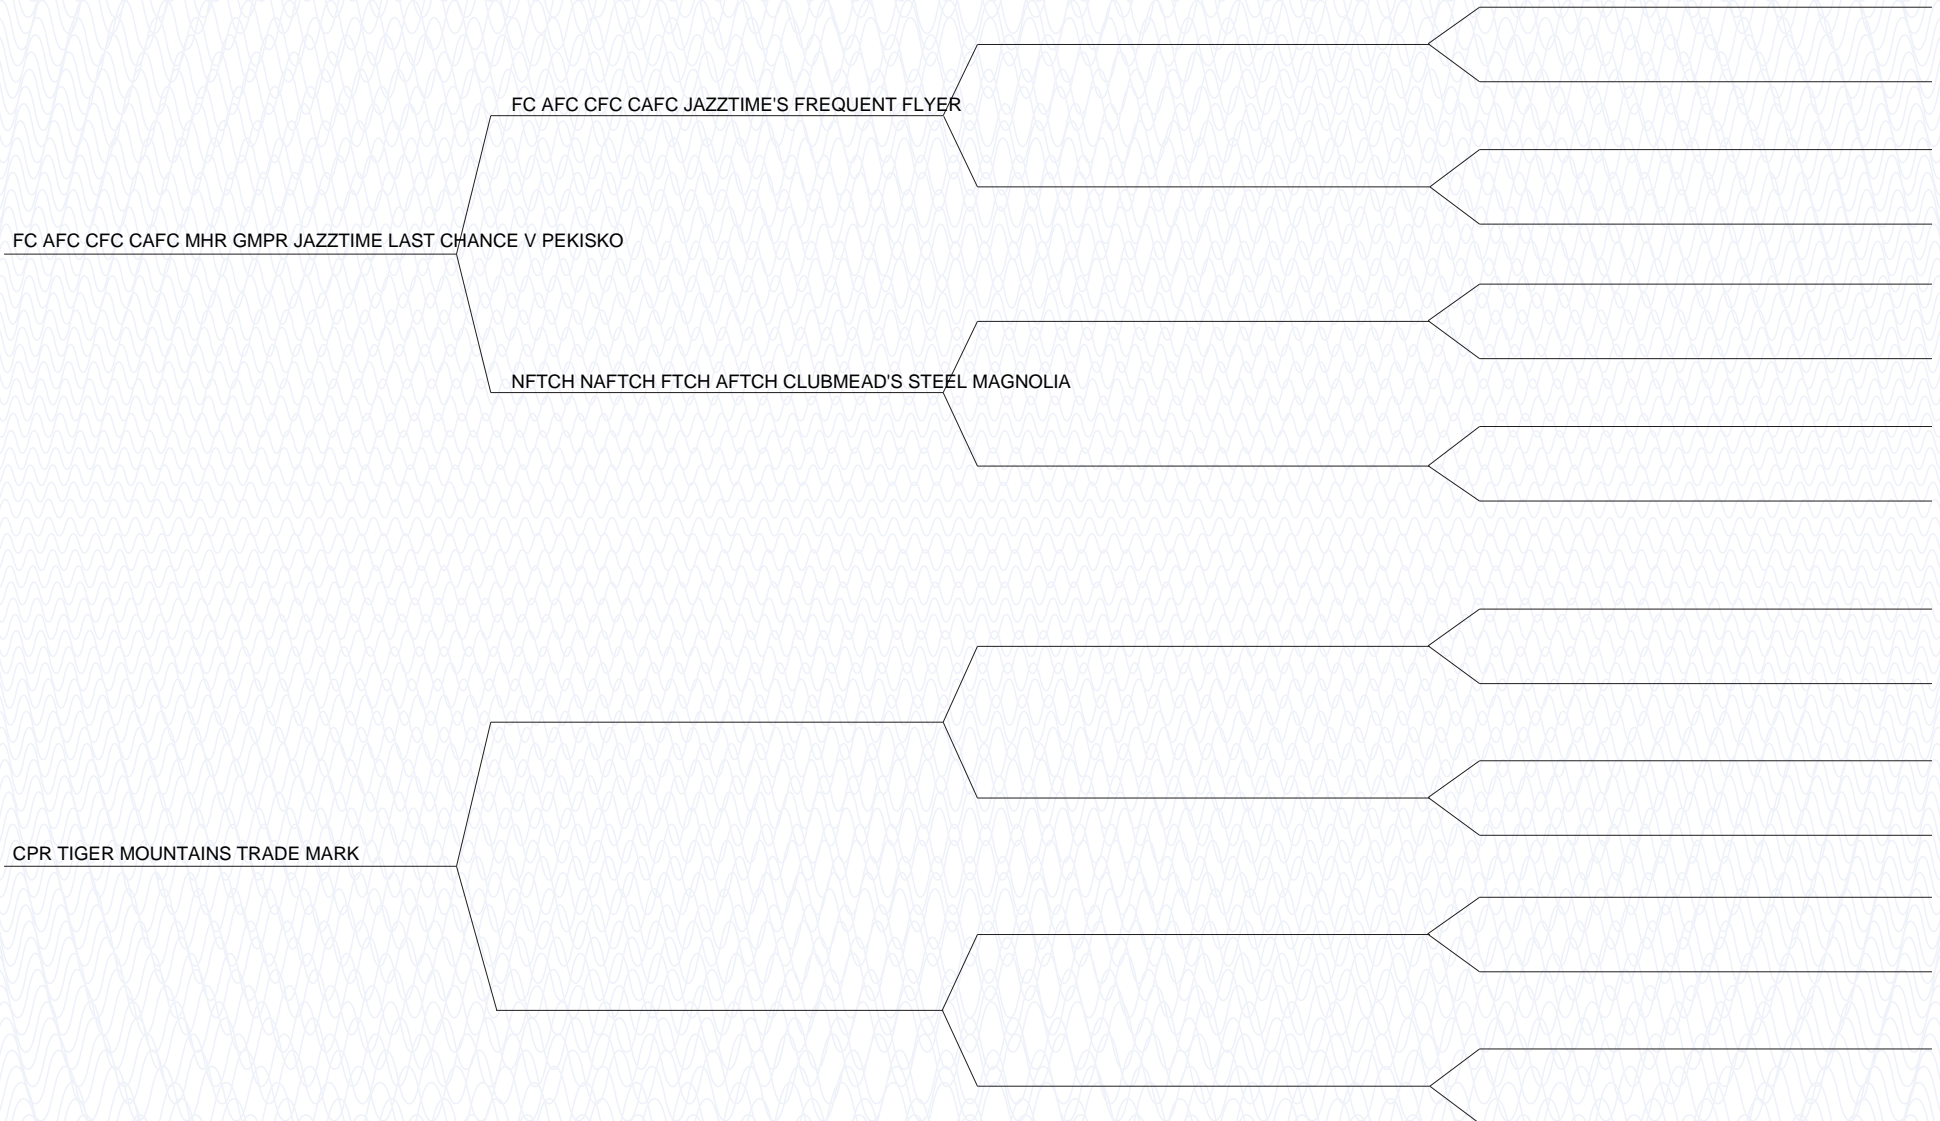 FC AFC CFC CAFC JAZZTIME'S FREQUENT FLYER
FC AFC CFC CAFC MHR GMPR JAZZTIME LAST CHANCE V PEKISKO
NFTCH NAFTCH FTCH AFTCH CLUBMEAD'S STEEL MAGNOLIA
CPR TIGER MOUNTAINS TRADE MARK